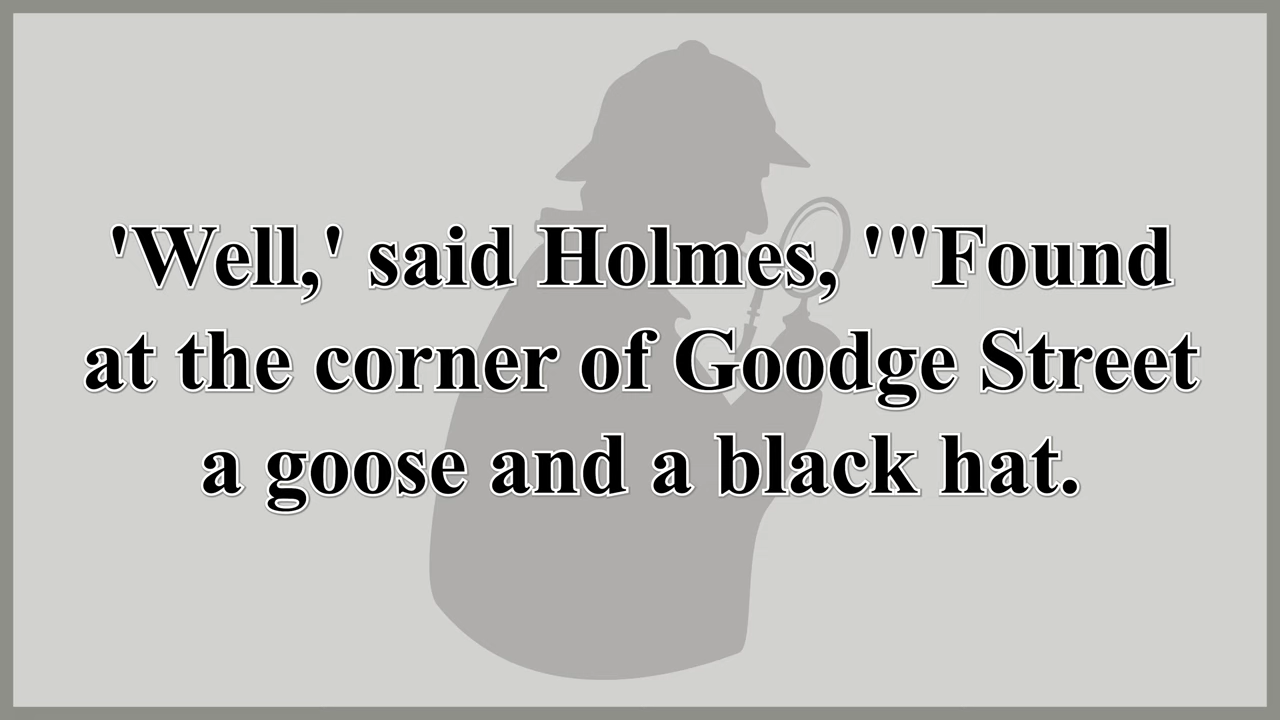 'Well,' said Holmes, '"Found
at the corner of Goodge Street
a goose and a black hat.